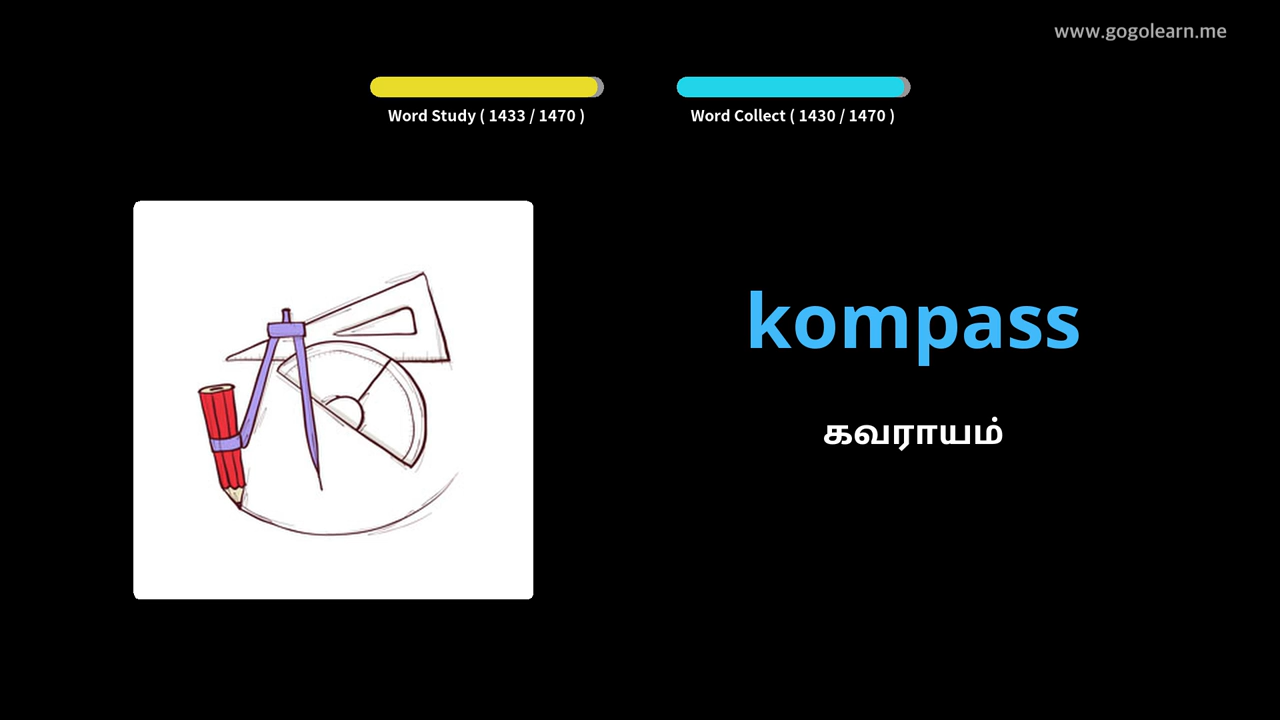 www.gogolearn.me
Word Study ( 1433 / 1470 )
Word Collect ( 1430 / 1470 )
kompass
கவராயம்